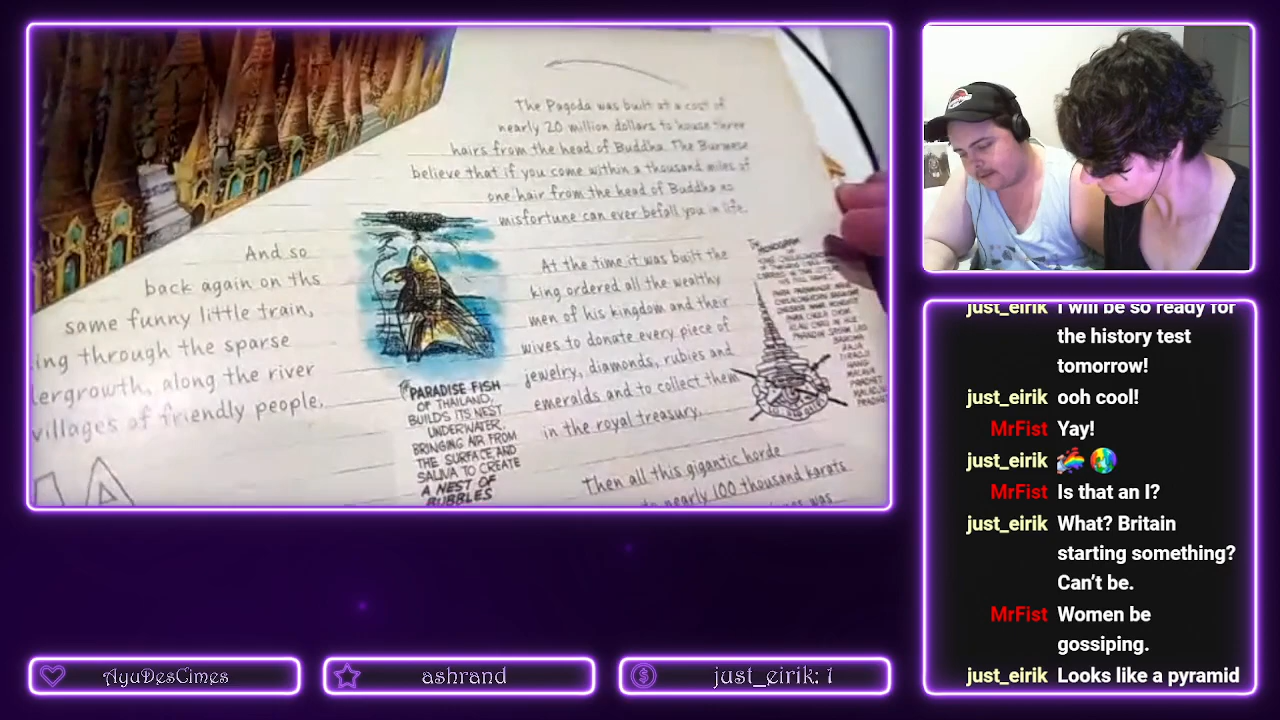 The Pagoda was built at a cost of
nearly 20 million dollars to house three
hairs from the head of Buddha. The Burmese
believe that if you come within a thousand miles of
one hair from the head of Buddha no
misfortune can ever befall you in life.
And so
back again on ths
same funny little train,
ing through the sparse
lergrowth, along the river
villages of friendly people,
The
PARADISE FISH
OF THAILAND,
BUILDS ITS NEST
UNDERWATER,
BRINGING AIR FROM
THE SURFACE AND
SALIVA TO CREATE
A NEST OF
BUBBLES
At the time it was built the
king ordered all the wealthy
men of his kingdom and their
wives to donate every piece of
jewelry, diamonds, rubies and
emeralds and to collect them
in the royal treasury.
Then all this gigantic horde
to nearly 100 thousand karats
was
The
just_eirik I will be so ready for
the history test
tomorrow!
just_eirik ooh cool!
MrFist Yay!
just_eirik
MrFist Is that an I?
just_eirik What? Britain
starting something?
Can't be.
MrFist Women be
gossiping.
just_eirik Looks like a pyramid
AyuDesCimes
ashrand
just_eirik: 1